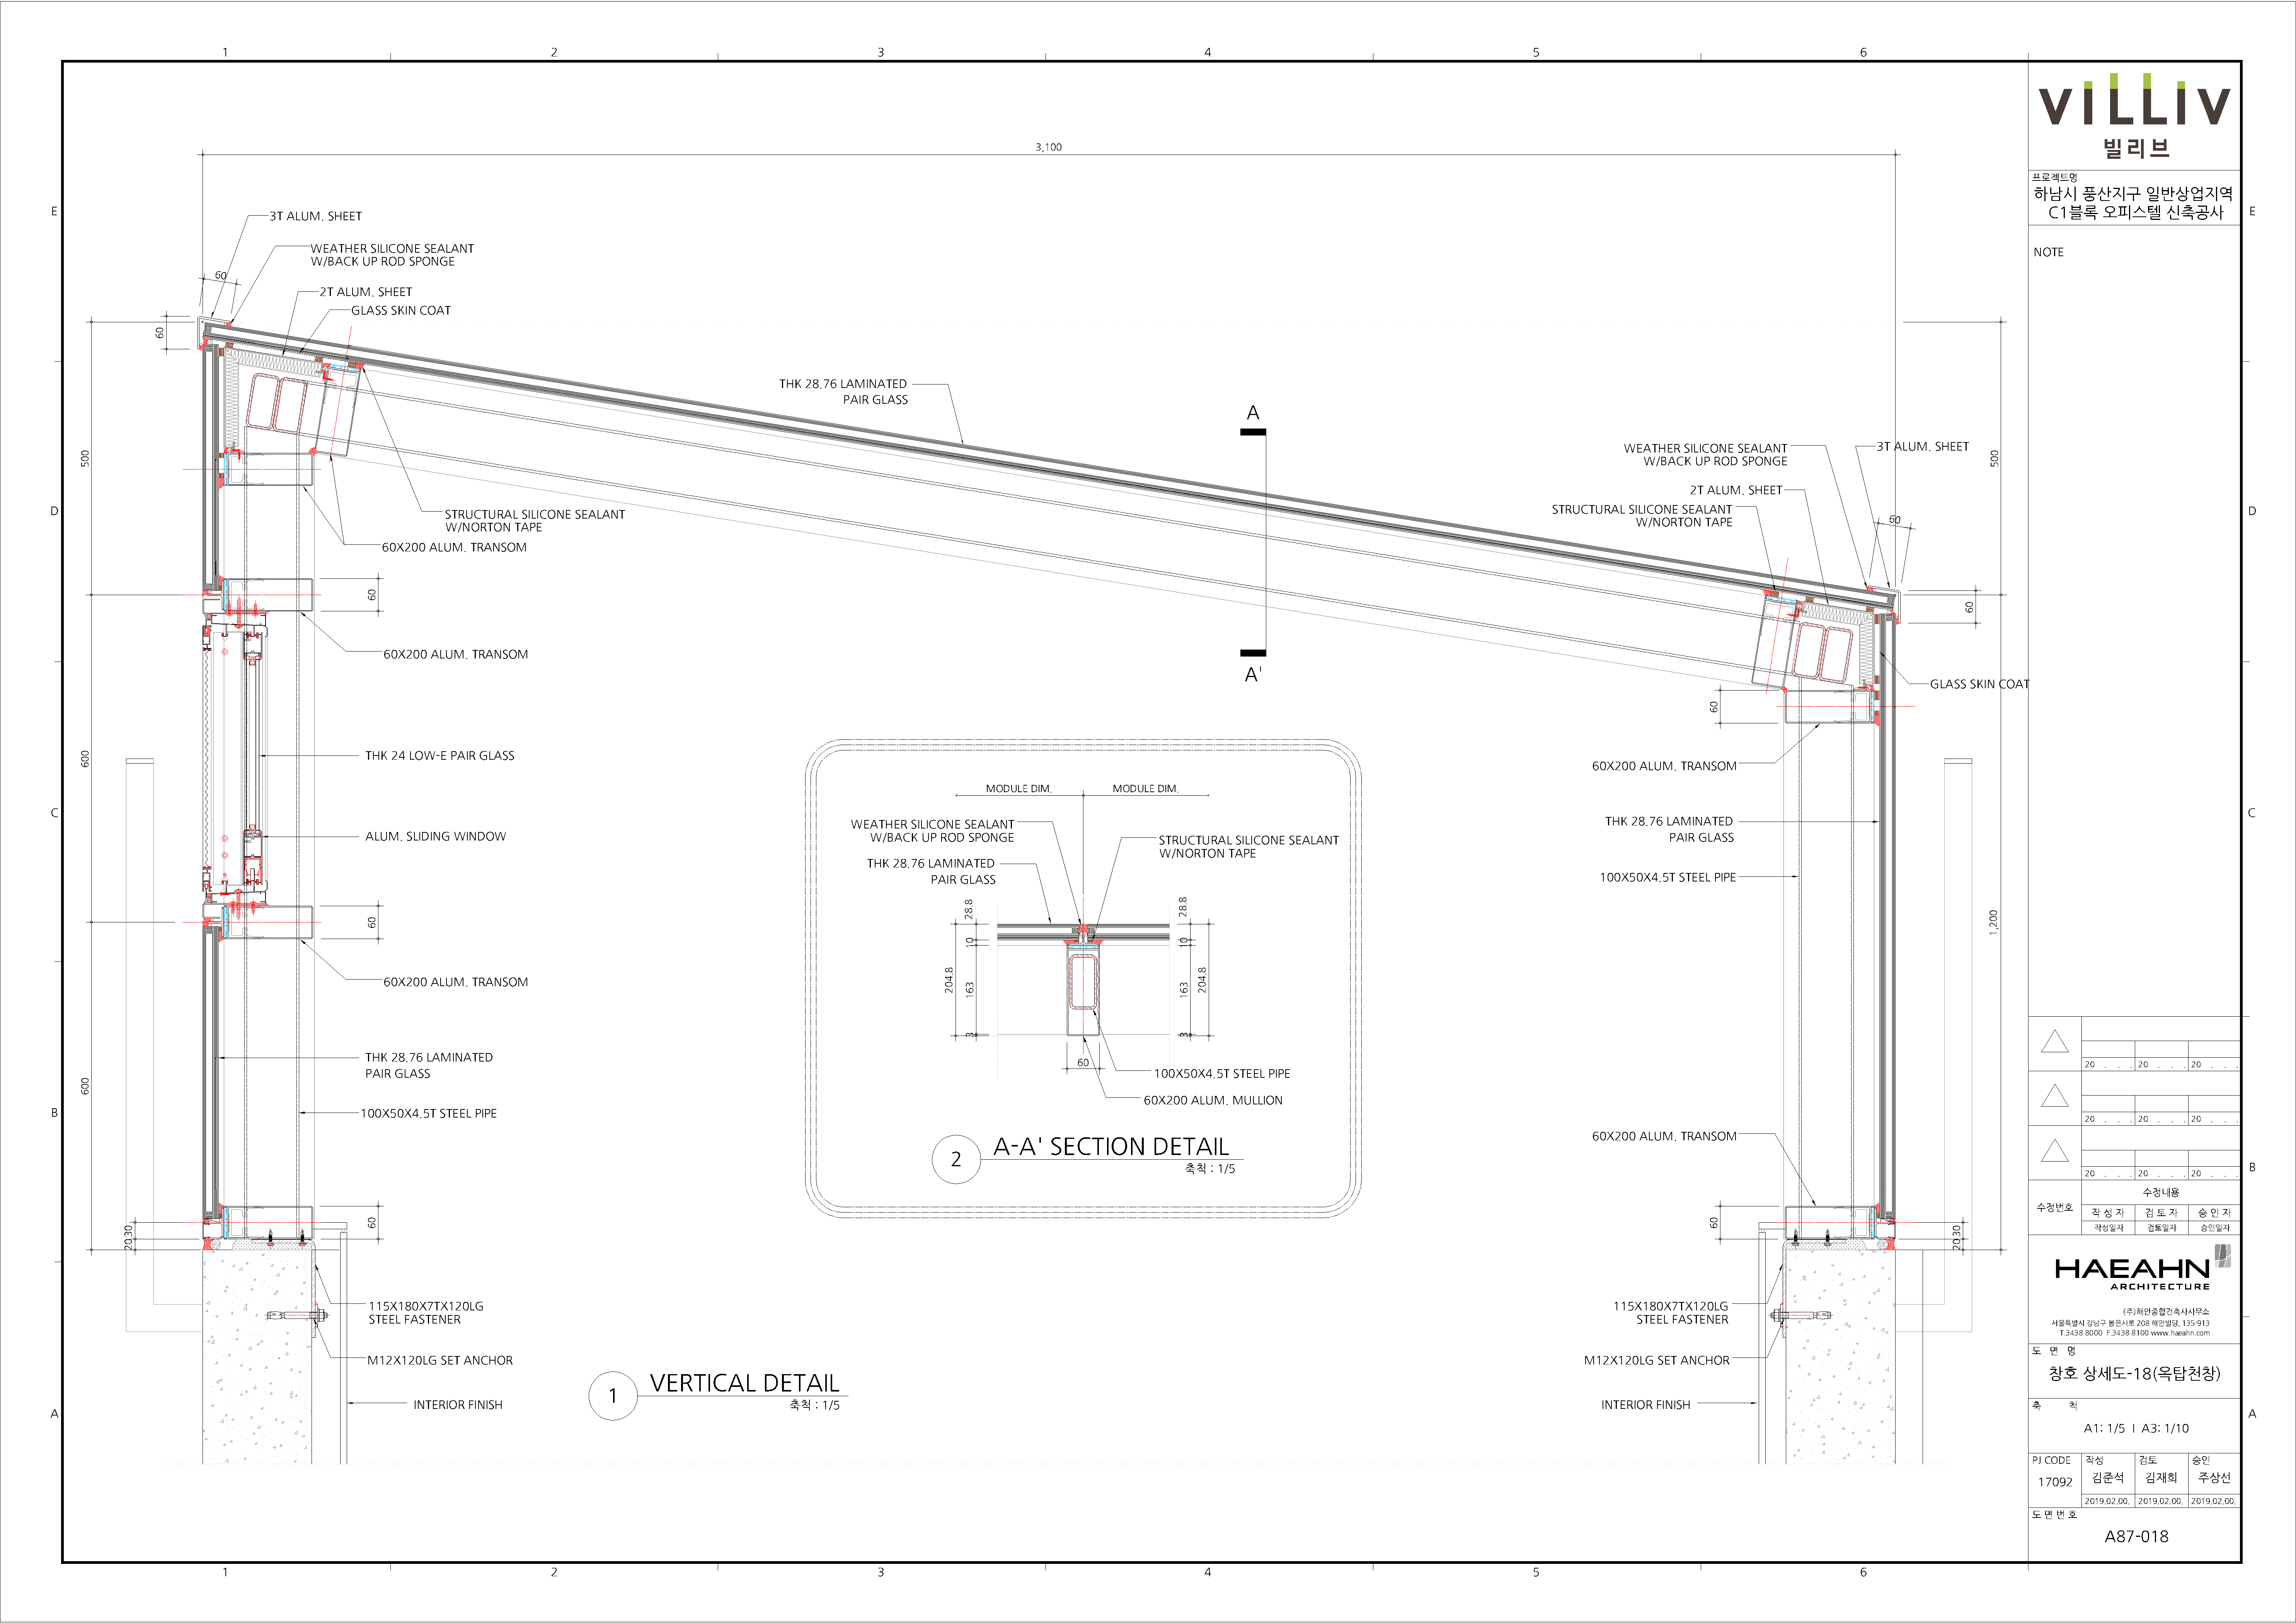 1 2 3 4 5 6
E
D
C
B
A
3,100
3T ALUM. SHEET
WEATHER SILICONE SEALANT
W/BACK UP ROD SPONGE
60
2T ALUM. SHEET
GLASS SKIN COAT
60
500
STRUCTURAL SILICONE SEALANT
W/NORTON TAPE
60X200 ALUM. TRANSOM
60
60X200 ALUM. TRANSOM
600
THK 24 LOW-E PAIR GLASS
ALUM. SLIDING WINDOW
60
60X200 ALUM. TRANSOM
600
THK 28.76 LAMINATED
PAIR GLASS
100X50X4.5T STEEL PIPE
60
20 30
115X180X7TX120LG
STEEL FASTENER
M12X120LG SET ANCHOR
INTERIOR FINISH
1
VERTICAL DETAIL
축척 : 1/5
THK 28.76 LAMINATED
PAIR GLASS
A
A'
MODULE DIM. MODULE DIM.
WEATHER SILICONE SEALANT
W/BACK UP ROD SPONGE
THK 28.76 LAMINATED
PAIR GLASS
STRUCTURAL SILICONE SEALANT
W/NORTON TAPE
28.8
10
163
3
204.8
28.8
10
163
3
204.8
60
100X50X4.5T STEEL PIPE
60X200 ALUM. MULLION
2
A-A' SECTION DETAIL
축척 : 1/5
WEATHER SILICONE SEALANT
W/BACK UP ROD SPONGE
3T ALUM. SHEET
2T ALUM. SHEET
STRUCTURAL SILICONE SEALANT
W/NORTON TAPE
60
500
60
GLASS SKIN COAT
60
60X200 ALUM. TRANSOM
THK 28.76 LAMINATED
PAIR GLASS
100X50X4.5T STEEL PIPE
1,200
60X200 ALUM. TRANSOM
60
20 30
115X180X7TX120LG
STEEL FASTENER
M12X120LG SET ANCHOR
INTERIOR FINISH
E
D
C
B
A
1 2 3 4 5 6
VILLIV
빌리브
프로젝트명
하남시 풍산지구 일반상업지역
C1블록 오피스텔 신축공사
NOTE
20 . . . 20 . . . 20 . . .
20 . . . 20 . . . 20 . . .
20 . . . 20 . . . 20 . . .
수정번호
수정내용
작 성 자 검 토 자 승 인 자
작성일자 검토일자 승인일자
HAEAHN
ARCHITECTURE
(주)해안종합건축사사무소
서울특별시 강남구 봉은사로 208 해안빌딩, 135-913
T.3438 8000 F.3438 8100 www.haeahn.com
도 면 명
창호 상세도-18(옥탑천창)
축 척
A1: 1/5 I A3: 1/10
PJ CODE 작성 검토 승인
17092 김준석 김재희 주상선
2019.02.00. 2019.02.00. 2019.02.00.
도 면 번 호
A87-018